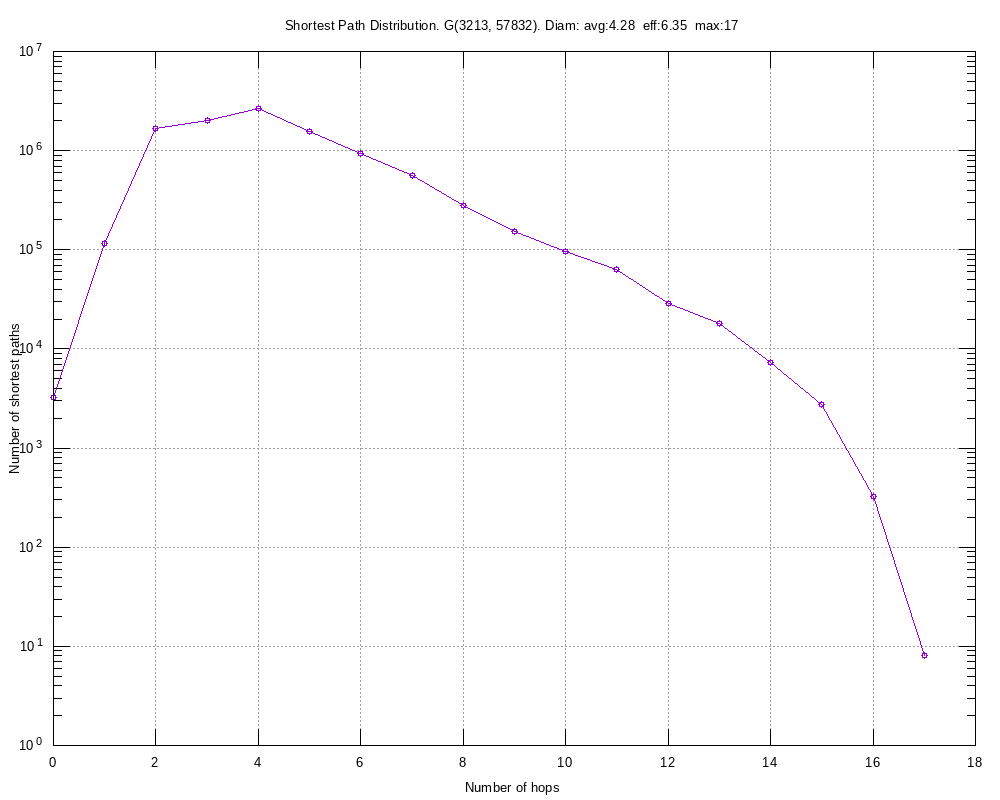 Shortest Path Distribution. G(3213, 57832). Diam: avg:4.28  eff:6.35  max:17
10^7
10^6
10^5
10^4
10^3
10^2
10^1
10^0
Number of shortest paths
0 2 4 6 8 10 12 14 16 18
Number of hops